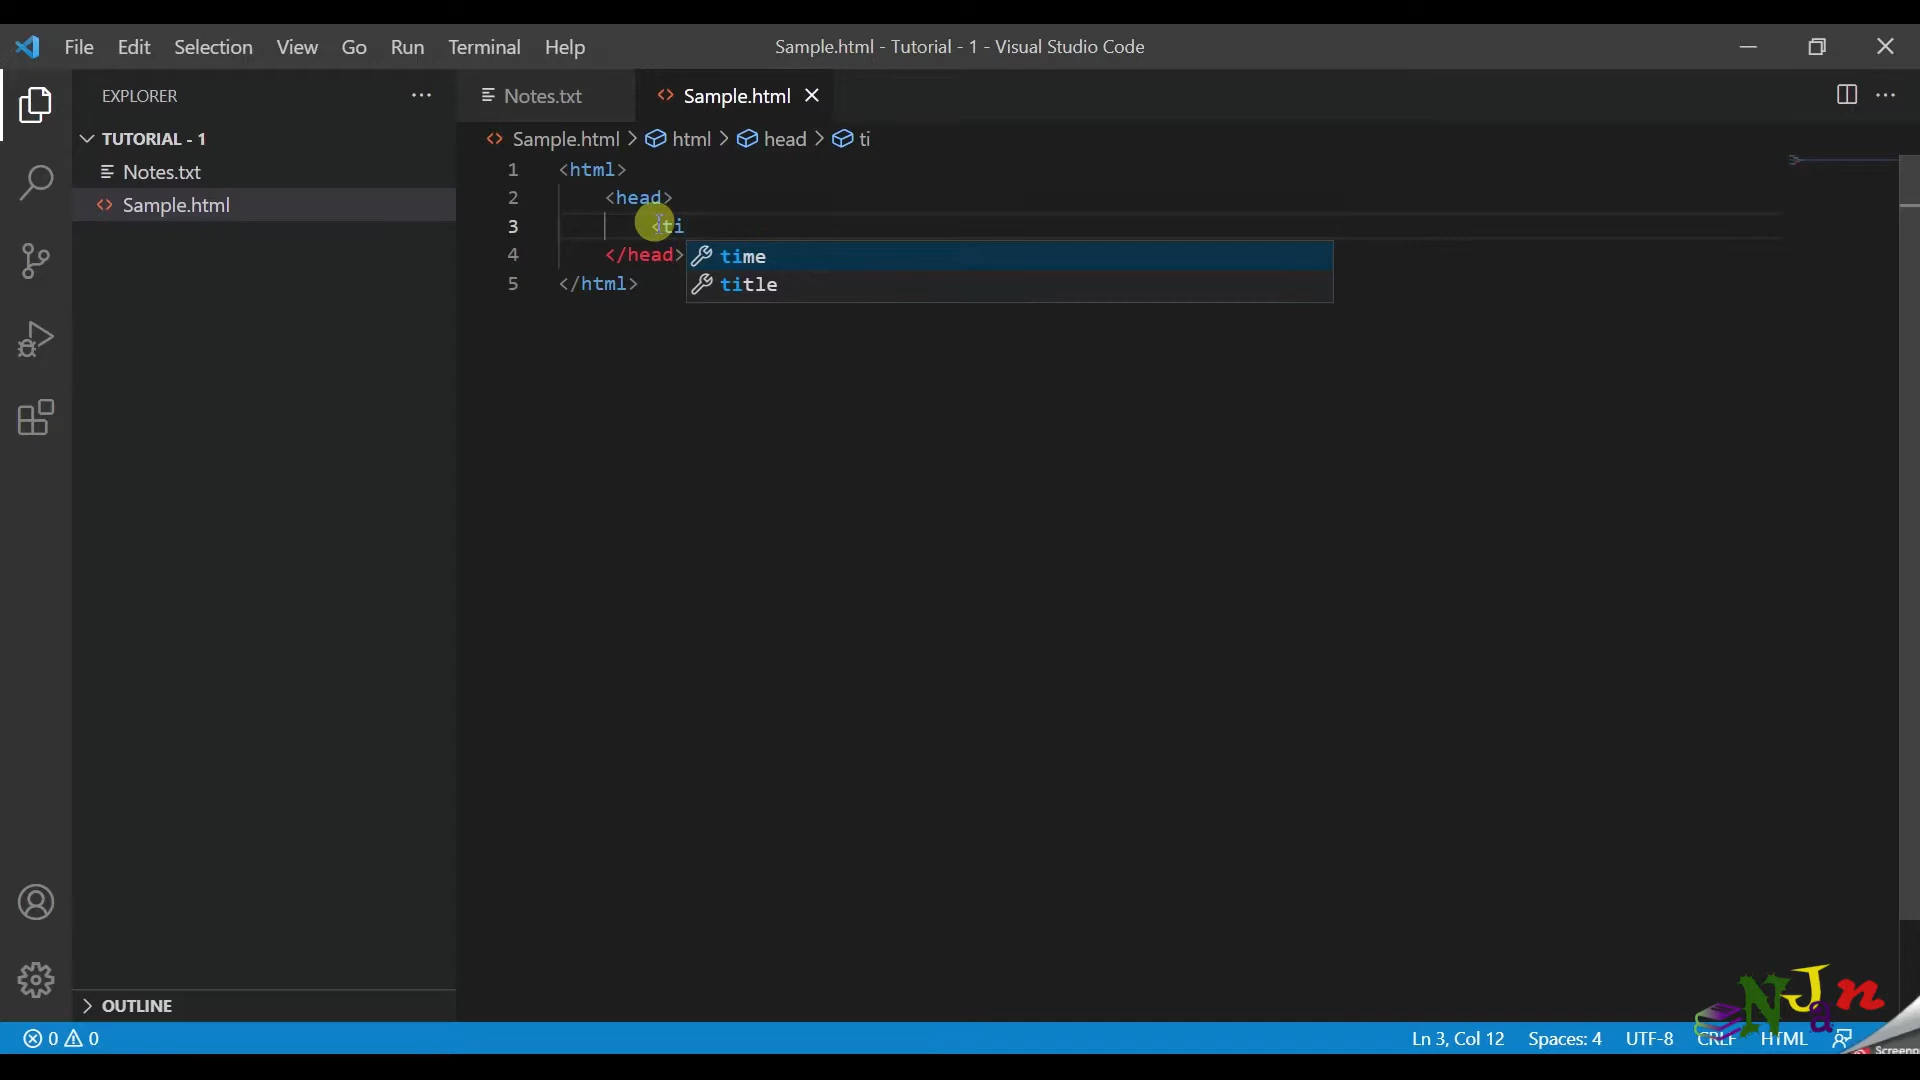 File Edit Selection View Go Run Terminal Help
Sample.html - Tutorial - 1 - Visual Studio Code
EXPLORER
Notes.txt
Sample.html
TUTORIAL - 1
Notes.txt
Sample.html
Sample.html > html > head > ti
1 <html>
2 <head>
3 <ti
4 </head>
5 </html>
time
title
OUTLINE
0 0
Ln 3, Col 12 Spaces: 4 UTF-8 CRLF HTML
NJan